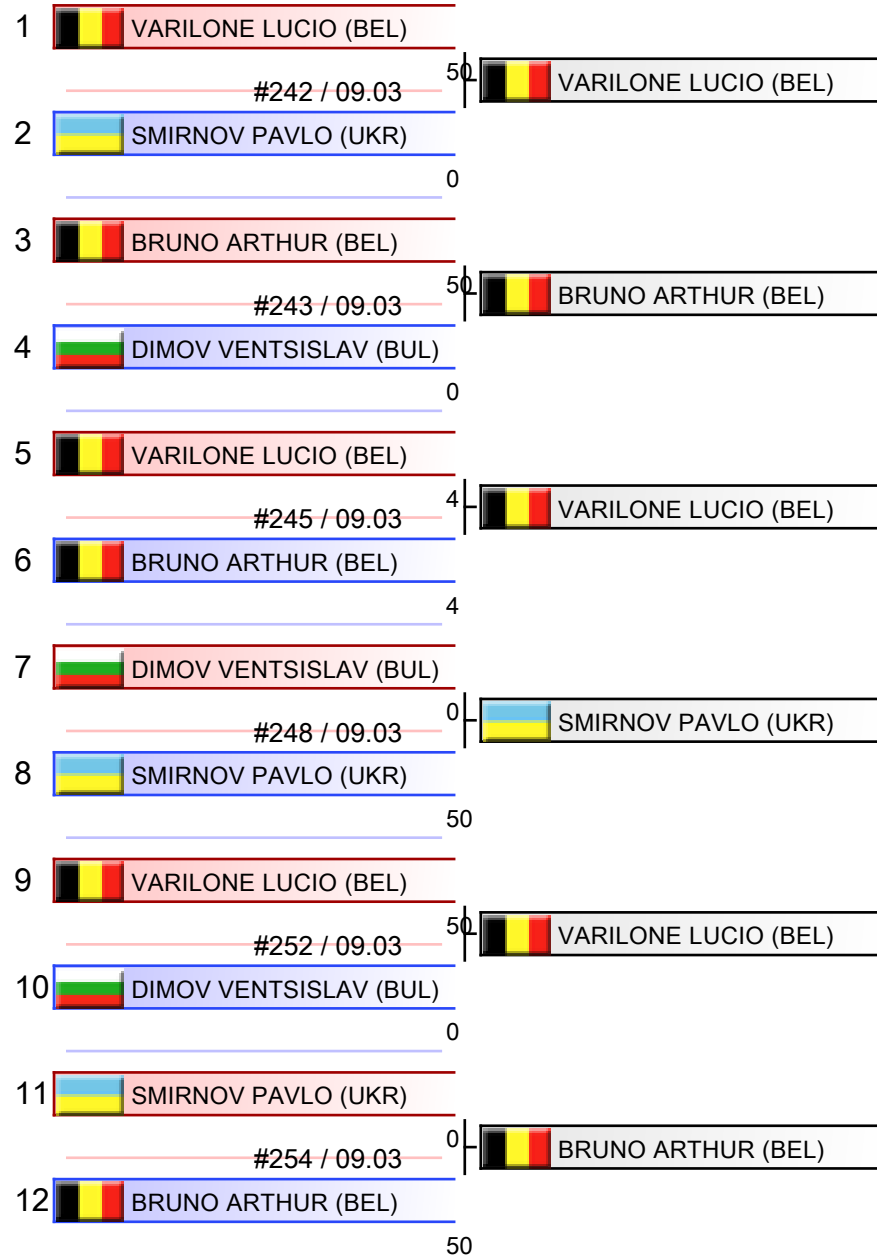 1 VARILONE LUCIO (BEL)
50 VARILONE LUCIO (BEL)
#242 / 09.03
2 SMIRNOV PAVLO (UKR)
0
3 BRUNO ARTHUR (BEL)
50 BRUNO ARTHUR (BEL)
#243 / 09.03
4 DIMOV VENTSISLAV (BUL)
0
5 VARILONE LUCIO (BEL)
4 VARILONE LUCIO (BEL)
#245 / 09.03
6 BRUNO ARTHUR (BEL)
4
7 DIMOV VENTSISLAV (BUL)
0 SMIRNOV PAVLO (UKR)
#248 / 09.03
8 SMIRNOV PAVLO (UKR)
50
9 VARILONE LUCIO (BEL)
50 VARILONE LUCIO (BEL)
#252 / 09.03
10 DIMOV VENTSISLAV (BUL)
0
11 SMIRNOV PAVLO (UKR)
0 BRUNO ARTHUR (BEL)
#254 / 09.03
12 BRUNO ARTHUR (BEL)
50